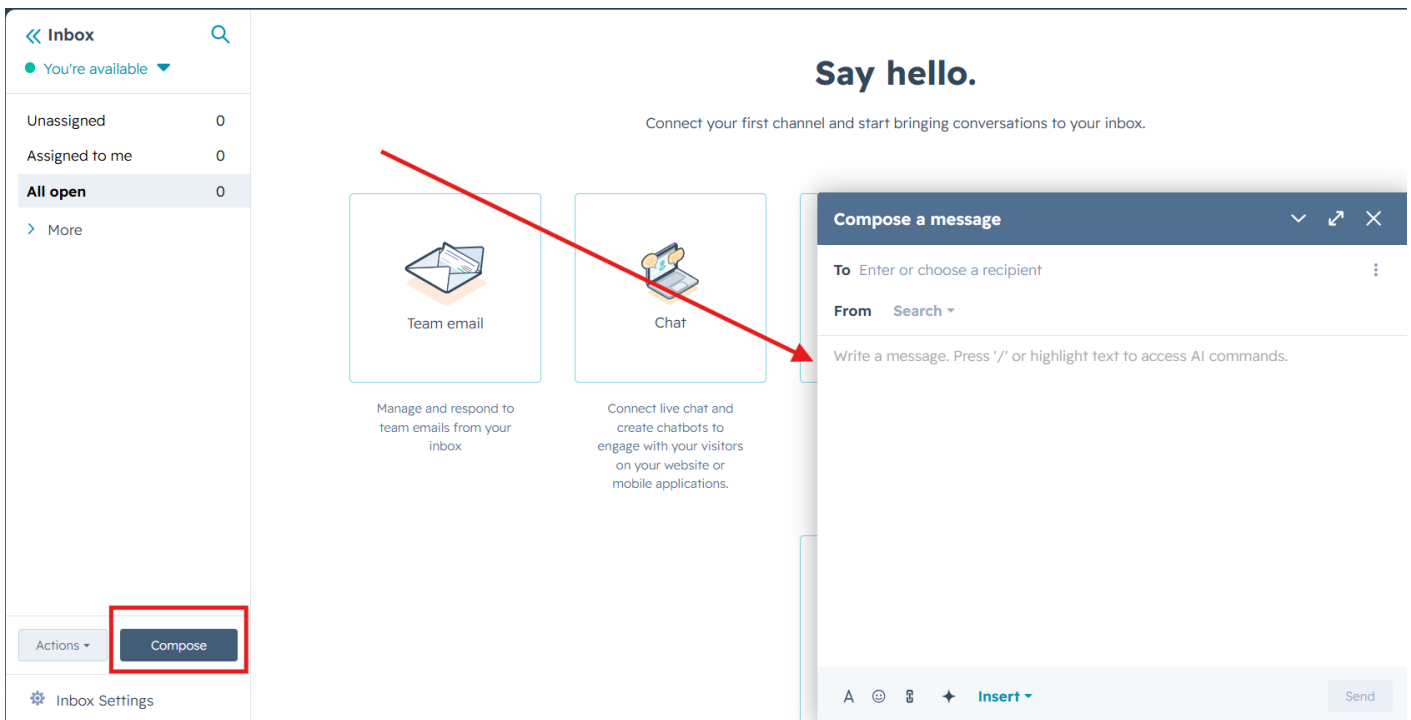 Inbox
You're available
Unassigned 0
Assigned to me 0
All open 0
More
Actions
Compose
Inbox Settings
Say hello.
Connect your first channel and start bringing conversations to your inbox.
Team email
Manage and respond to
team emails from your
inbox
Chat
Connect live chat and
create chatbots to
engage with your visitors
on your website or
mobile applications.
Compose a message
To Enter or choose a recipient
From Search
Write a message. Press '/' or highlight text to access AI commands.
A
Insert
Send